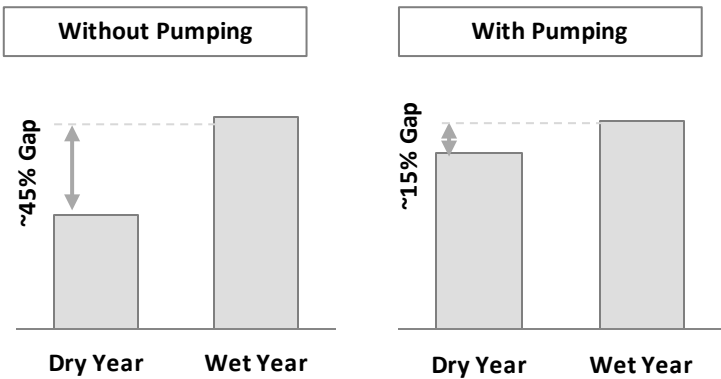 Without Pumping
With Pumping
~45% Gap
~15% Gap
Dry Year
Wet Year
Dry Year
Wet Year